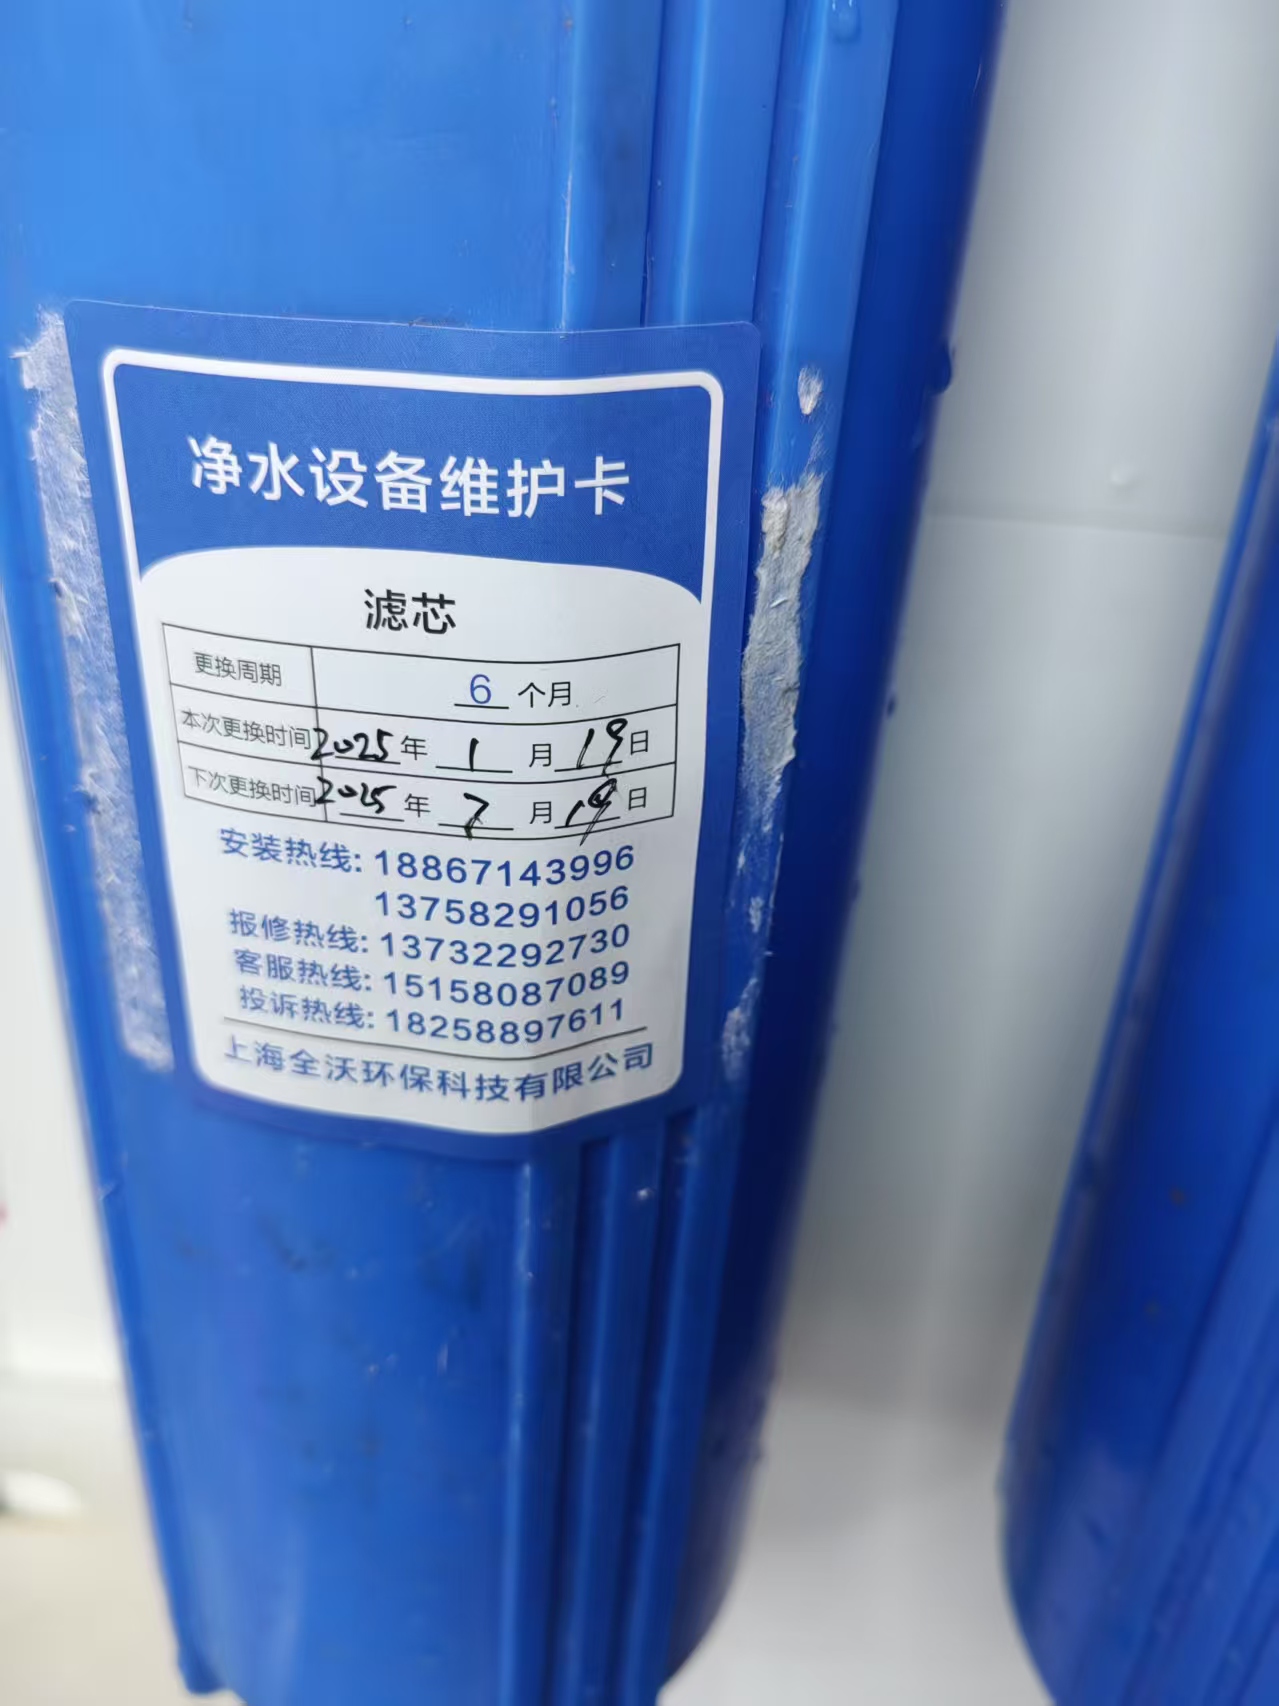 净水设备维护卡
滤芯
更换周期 6 个月
本次更换时间 2025 年 1 月 19 日
下次更换时间 2025 年 7 月 19 日
安装热线: 18867143996
13758291056
报修热线: 13732292730
客服热线: 15158087089
投诉热线: 18258897611
上海全沃环保科技有限公司